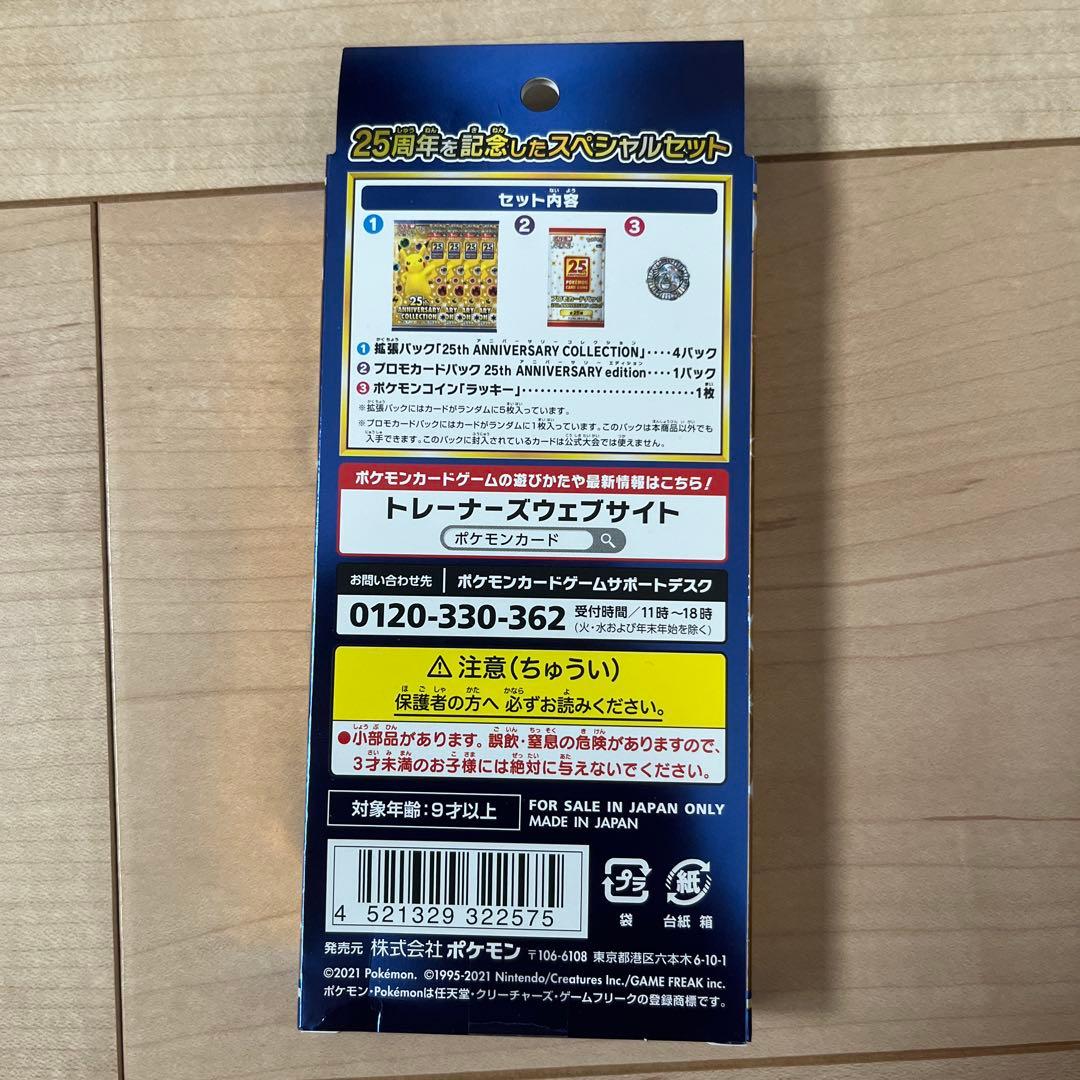 25周年を記念したスペシャルセット
セット内容
1 2 3
25th
ANNIVERSARY
COLLECTION
25
POKÉMON
CARD GAME
プロモカードパック
1 拡張パック「25th ANNIVERSARY COLLECTION」････4パック
2 プロモカードパック 25th ANNIVERSARY edition････1パック
3 ポケモンコイン「ラッキー」･･････････････････････････1枚
※拡張パックにはカードがランダムに5枚入っています。
※プロモカードパックにはカードがランダムに1枚入っています。このパックは本商品以外でも
入手できます。このパックに封入されているカードは公式大会では使えません。
ポケモンカードゲームの遊びかたや最新情報はこちら!
トレーナーズウェブサイト
ポケモンカード
お問い合わせ先 ポケモンカードゲームサポートデスク
0120-330-362 受付時間/11時〜18時
(火・水および年末年始を除く)
⚠注意(ちゅうい)
保護者の方へ 必ずお読みください。
●小部品があります。誤飲・窒息の危険がありますので、
3才未満のお子様には絶対に与えないでください。
対象年齢:9才以上 FOR SALE IN JAPAN ONLY
MADE IN JAPAN
プラ 紙
袋 台紙 箱
4 521329 322575
発売元 株式会社ポケモン 〒106-6108 東京都港区六本木6-10-1
©2021 Pokémon. ©1995-2021 Nintendo/Creatures Inc./GAME FREAK inc.
ポケモン・Pokémonは任天堂・クリーチャーズ・ゲームフリークの登録商標です。